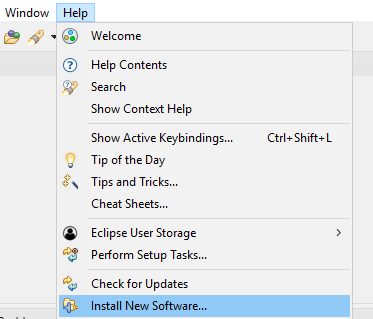 Window Help
Welcome
Help Contents
Search
Show Context Help
Show Active Keybindings... Ctrl+Shift+L
Tip of the Day
Tips and Tricks...
Cheat Sheets...
Eclipse User Storage
Perform Setup Tasks...
Check for Updates
Install New Software...